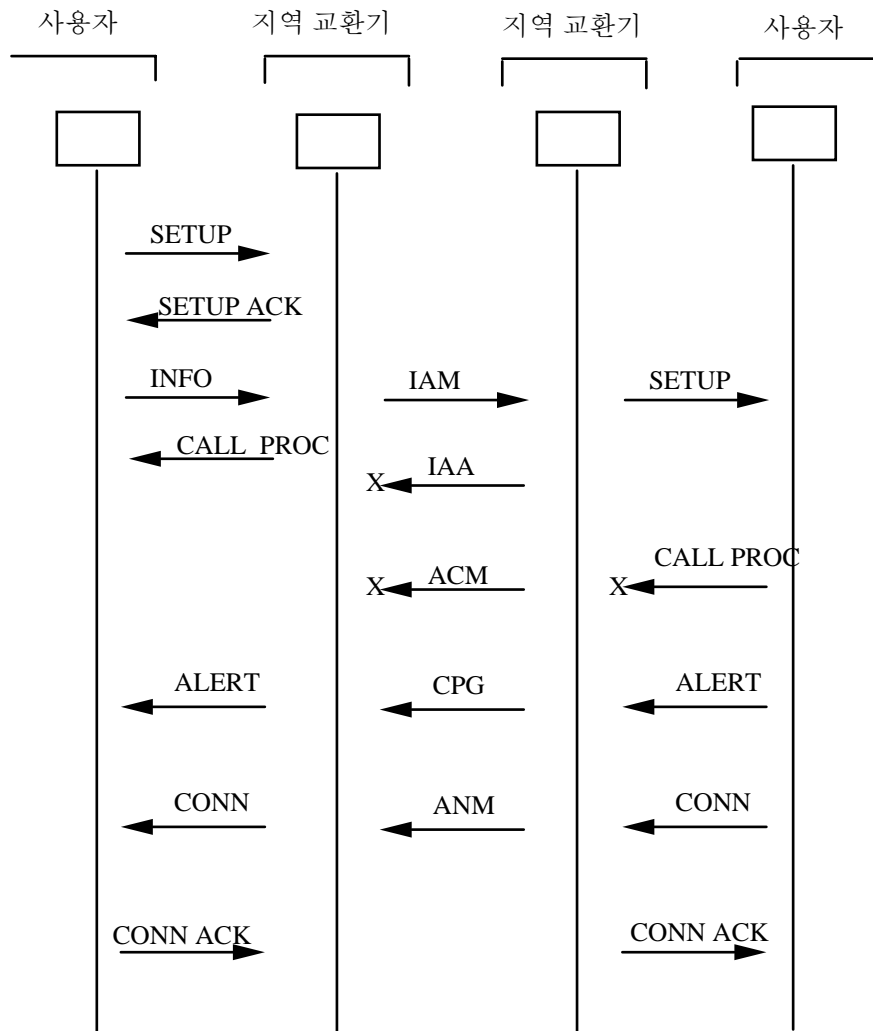 사용자 지역 교환기 지역 교환기 사용자
SETUP
SETUP ACK
INFO IAM SETUP
CALL PROC
X IAA
CALL PROC
X ACM X
ALERT CPG ALERT
CONN ANM CONN
CONN ACK CONN ACK